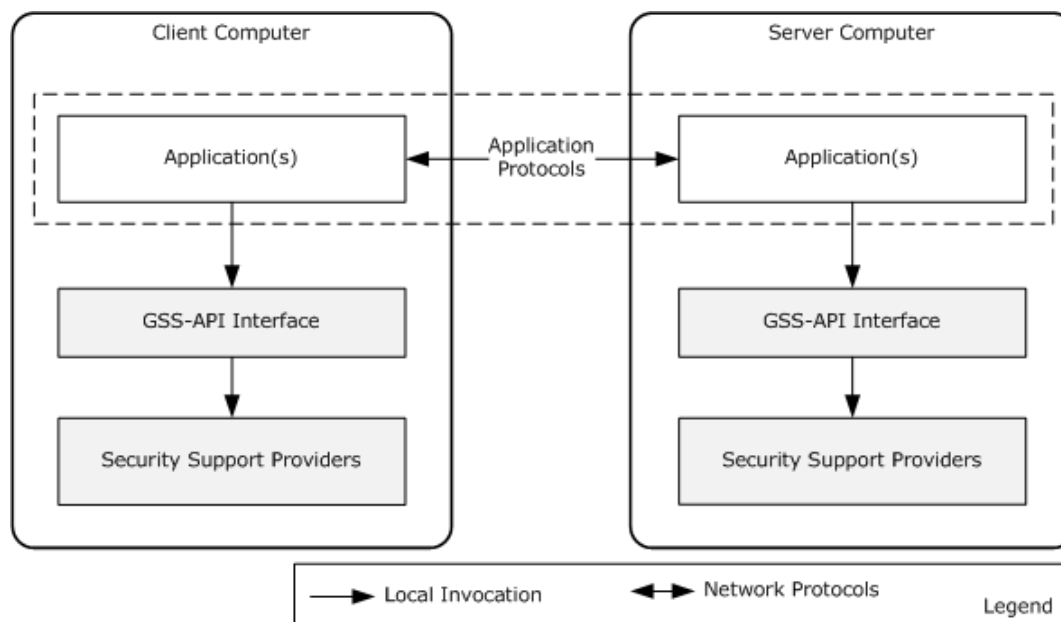 Client Computer
Server Computer
Application(s)
Application
Protocols
Application(s)
GSS-API Interface
GSS-API Interface
Security Support Providers
Security Support Providers
Local Invocation
Network Protocols
Legend